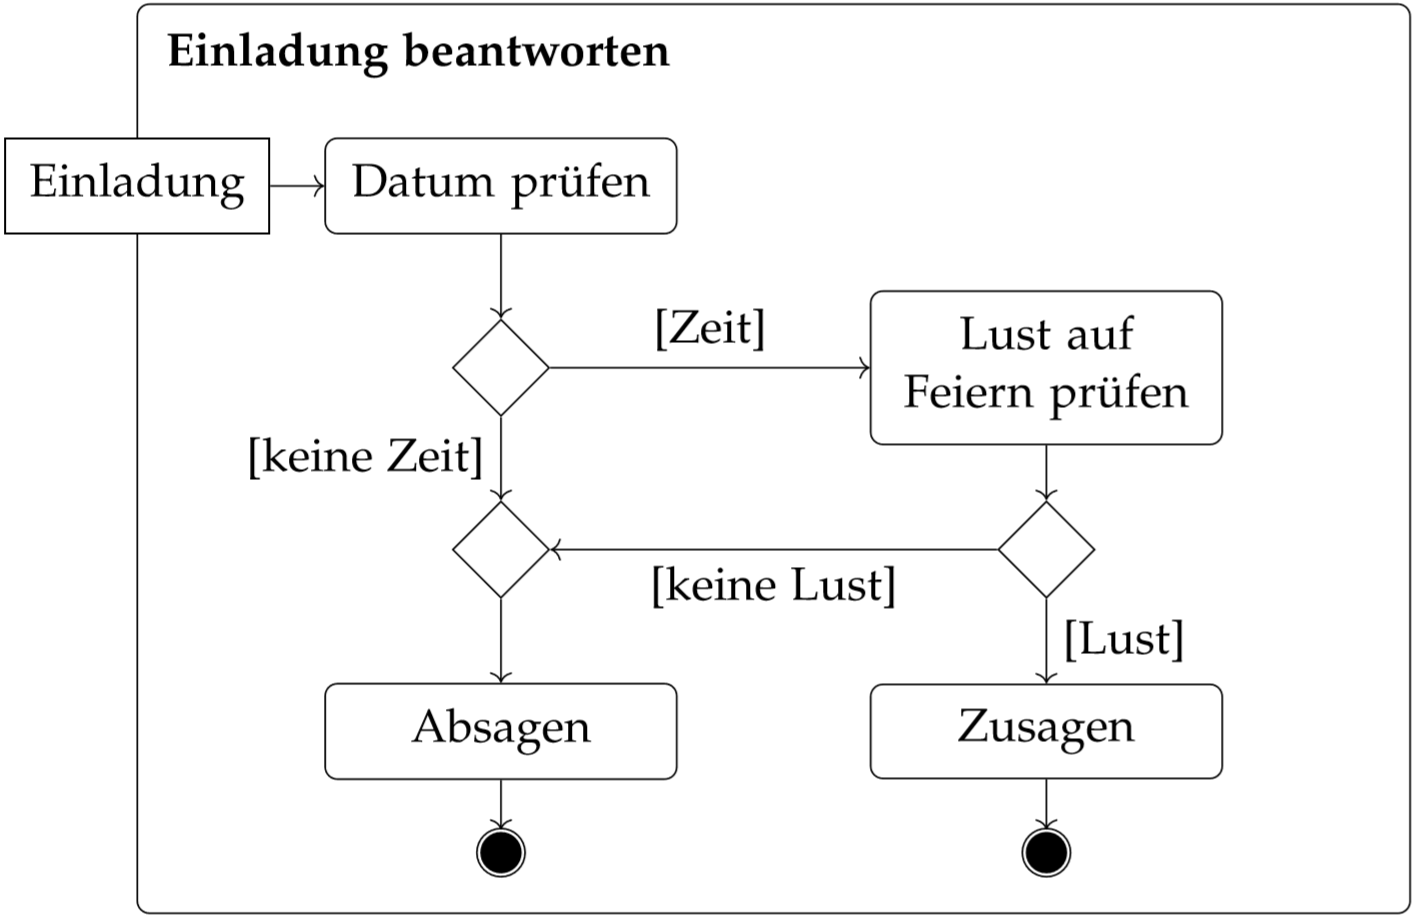 Einladung beantworten
Einladung
Datum prüfen
[Zeit]
Lust auf
Feiern prüfen
[keine Zeit]
[keine Lust]
[Lust]
Absagen
Zusagen